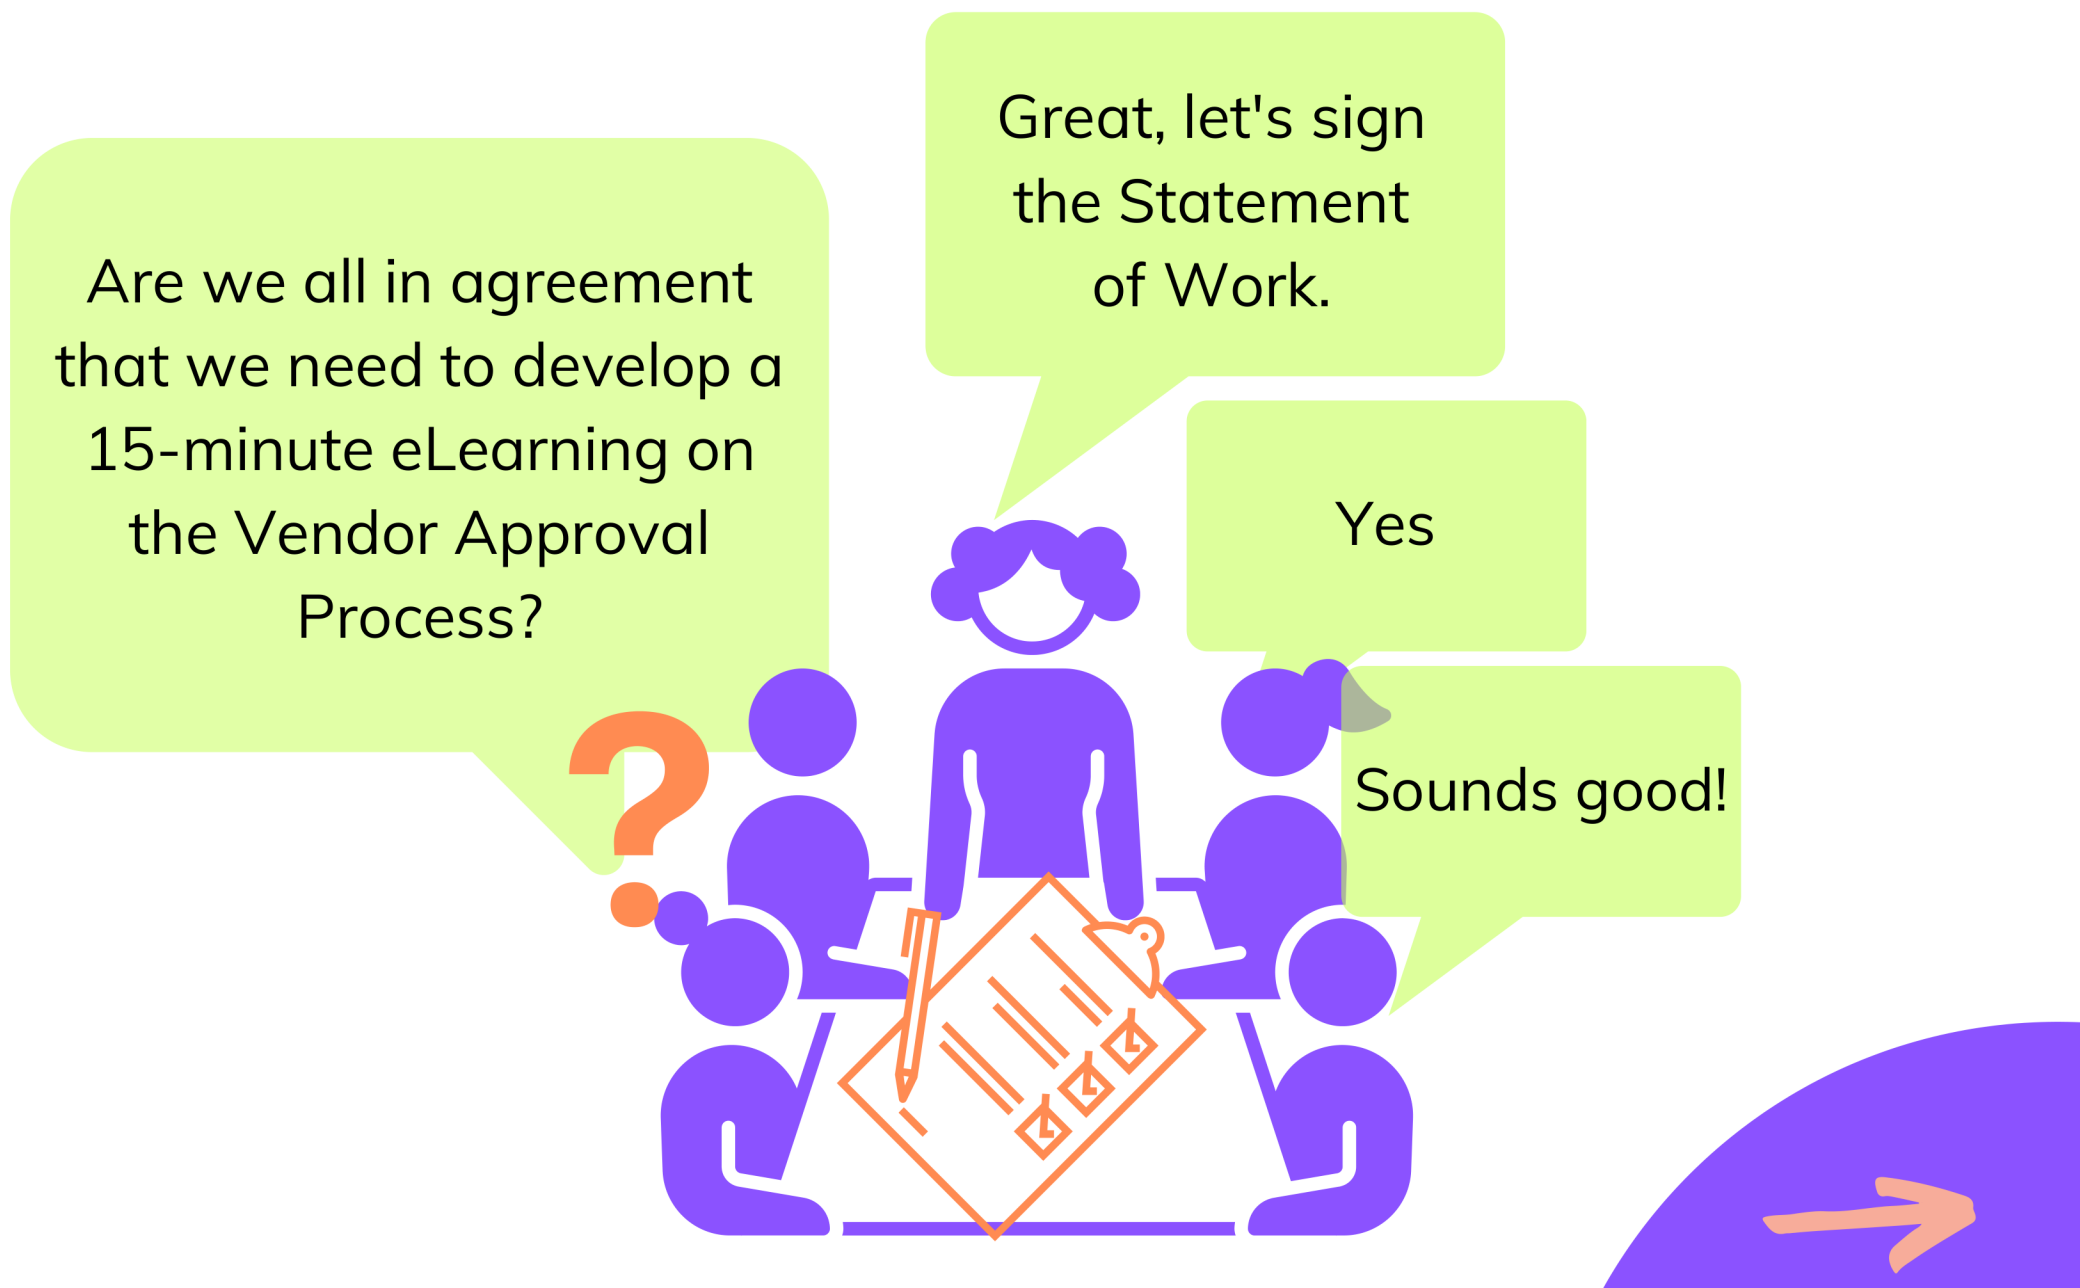 Are we all in agreement
that we need to develop a
15-minute eLearning on
the Vendor Approval
Process?
Great, let's sign
the Statement
of Work.
Yes
Sounds good!